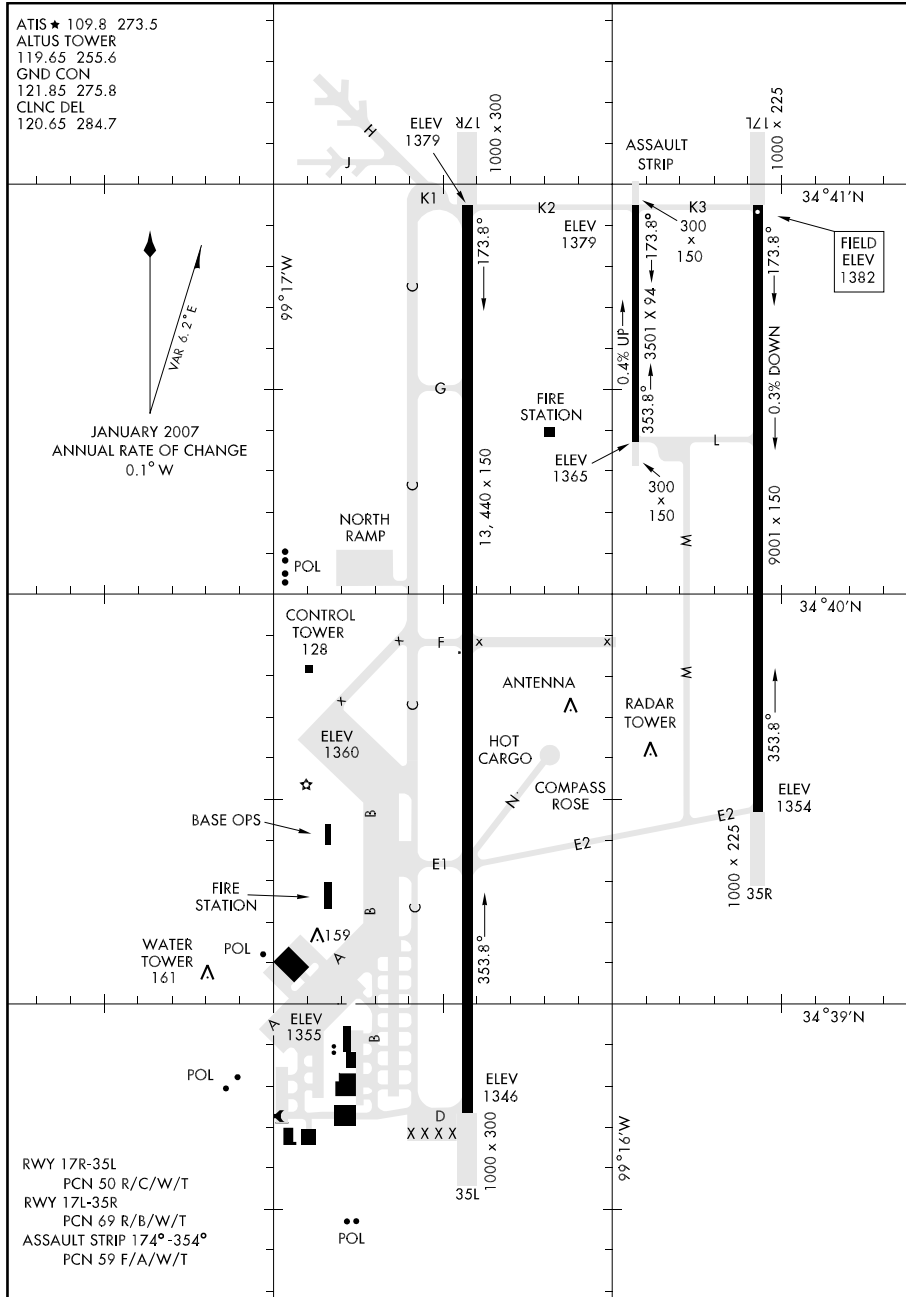 ATIS ★ 109.8 273.5
ALTUS TOWER
119.65 255.6
GND CON
121.85 275.8
CLNC DEL
120.65 284.7
H
J
ELEV
1379
17R
1000 x 300
ASSAULT
STRIP
17L
1000 x 225
34°41'N
K1
K2
K3
ELEV
1379
300
x
150
FIELD
ELEV
1382
99°17'W
VAR 6.2°E
JANUARY 2007
ANNUAL RATE OF CHANGE
0.1°W
C
173.8°
173.8°
173.8°
0.4% UP
3501 X 94
353.8°
0.3% DOWN
G
FIRE
STATION
L
ELEV
1365
300
x
150
C
13, 440 x 150
9001 x 150
NORTH
RAMP
POL
M
34°40'N
CONTROL
TOWER
128
X
F
x
x
X
C
ANTENNA
M
RADAR
TOWER
353.8°
ELEV
1360
HOT
CARGO
COMPASS
ROSE
N
ELEV
1354
B
BASE OPS
E1
E2
E2
1000 x 225
35R
FIRE
STATION
B
C
353.8°
159
WATER
TOWER
161
POL
A
34°39'N
A
ELEV
1355
B
POL
ELEV
1346
D
X X X X
1000 x 300
35L
99°16'W
RWY 17R-35L
PCN 50 R/C/W/T
RWY 17L-35R
PCN 69 R/B/W/T
ASSAULT STRIP 174°-354°
PCN 59 F/A/W/T
POL